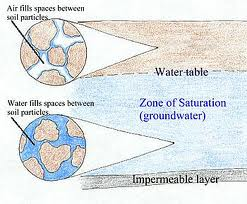 Air fills spaces between
soil particles.
Water table
Water fills spaces between
soil particles.
Zone of Saturation
(groundwater)
Impermeable layer